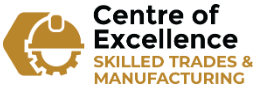 Centre of
Excellence
SKILLED TRADES &
MANUFACTURING